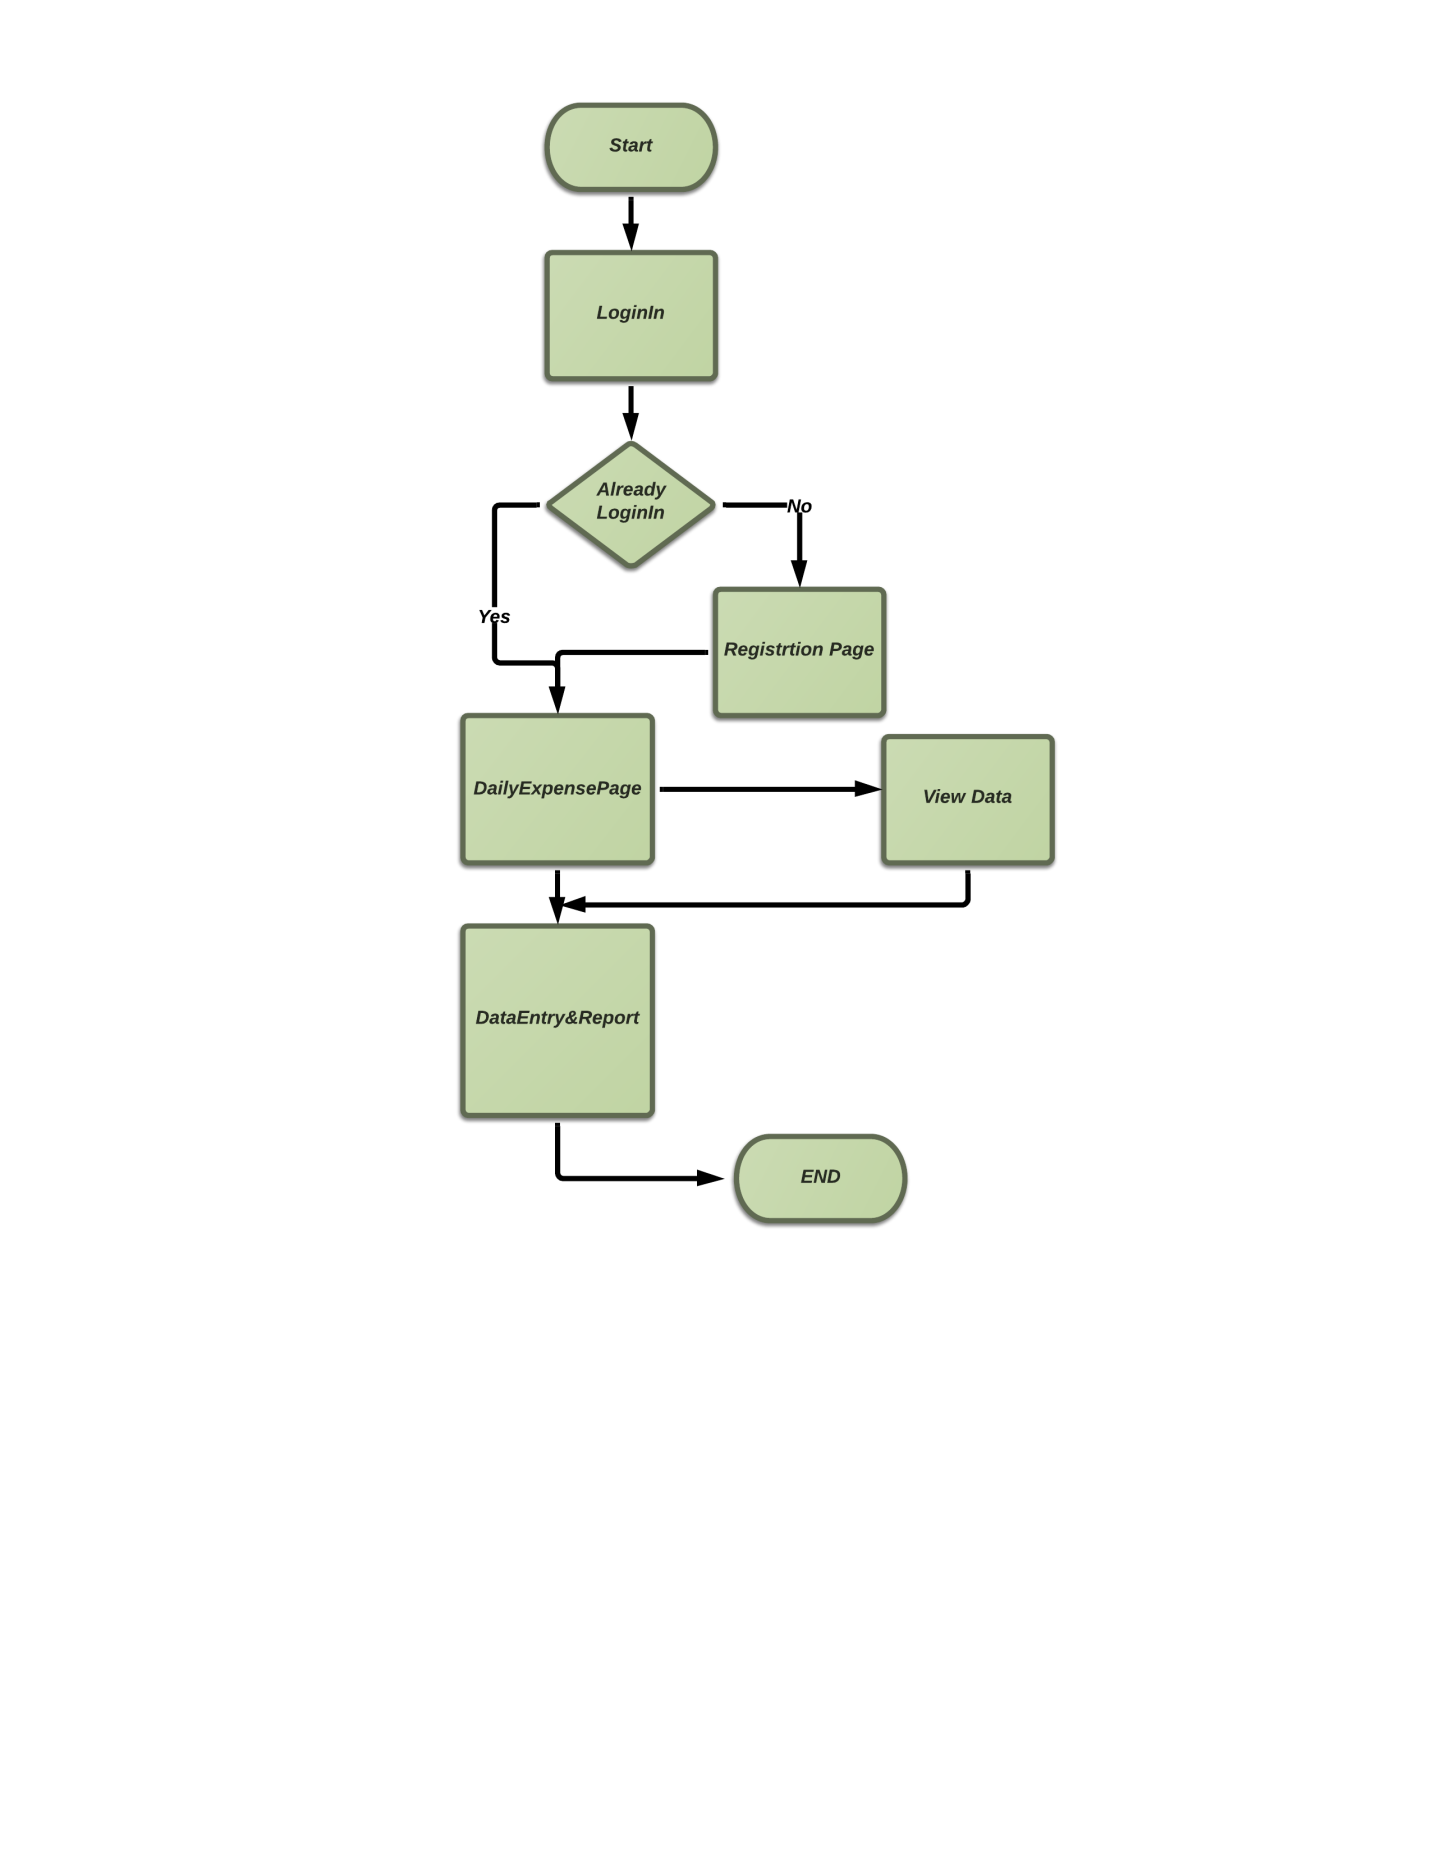 Start
LoginIn
Already
LoginIn
No
Yes
Registrtion Page
DailyExpensePage
View Data
DataEntry&Report
END